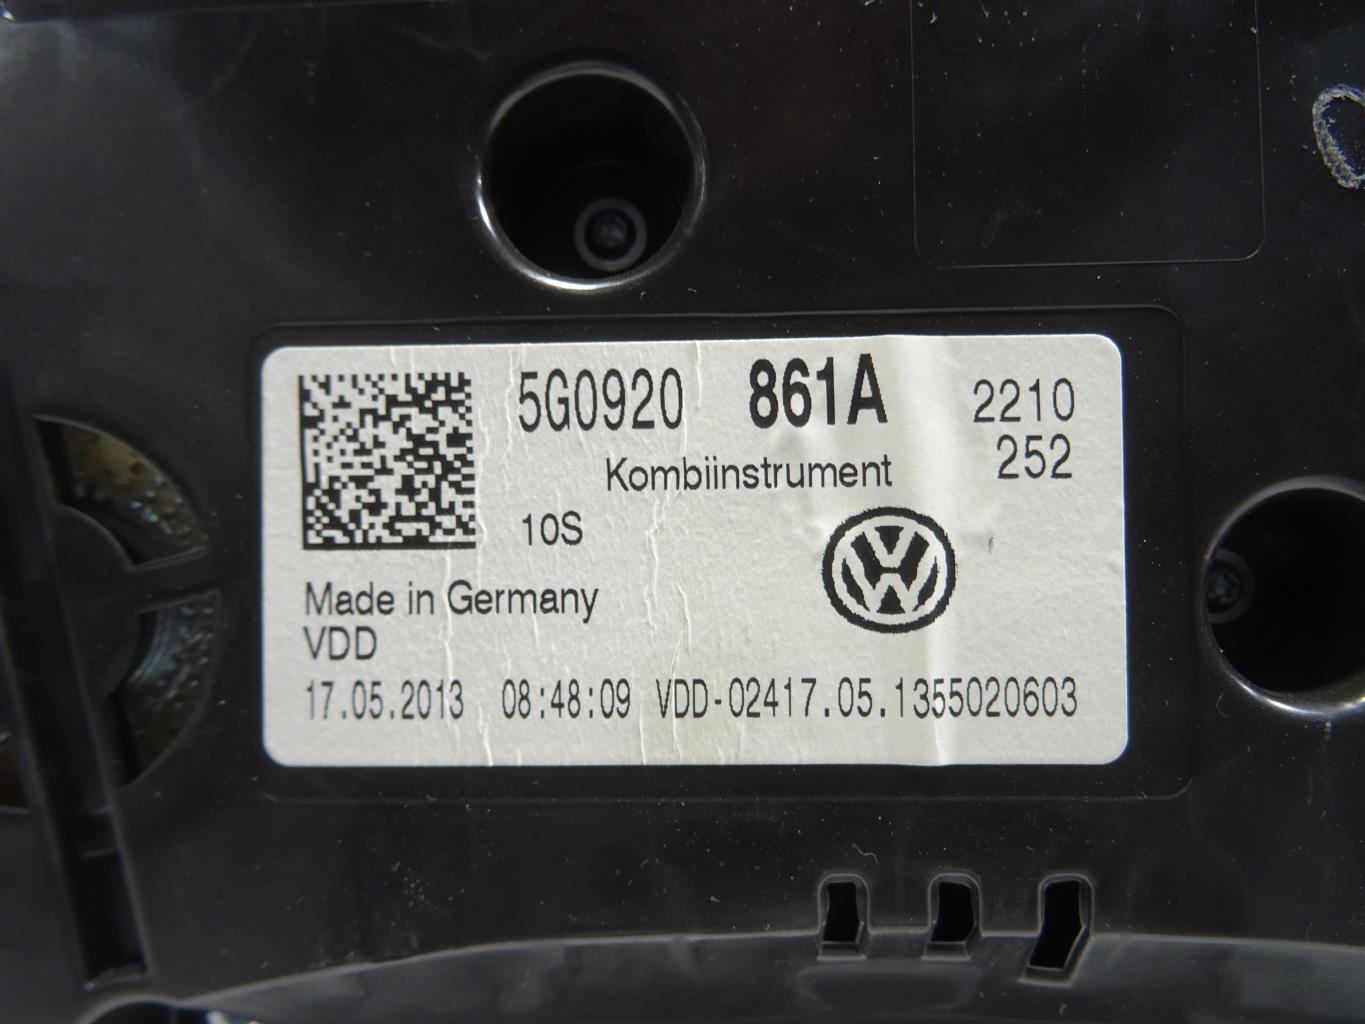 5G0920 861A 2210
252
Kombiinstrument
10S
Made in Germany
VDD
17.05.2013 08:48:09 VDD-02417.05.1355020603